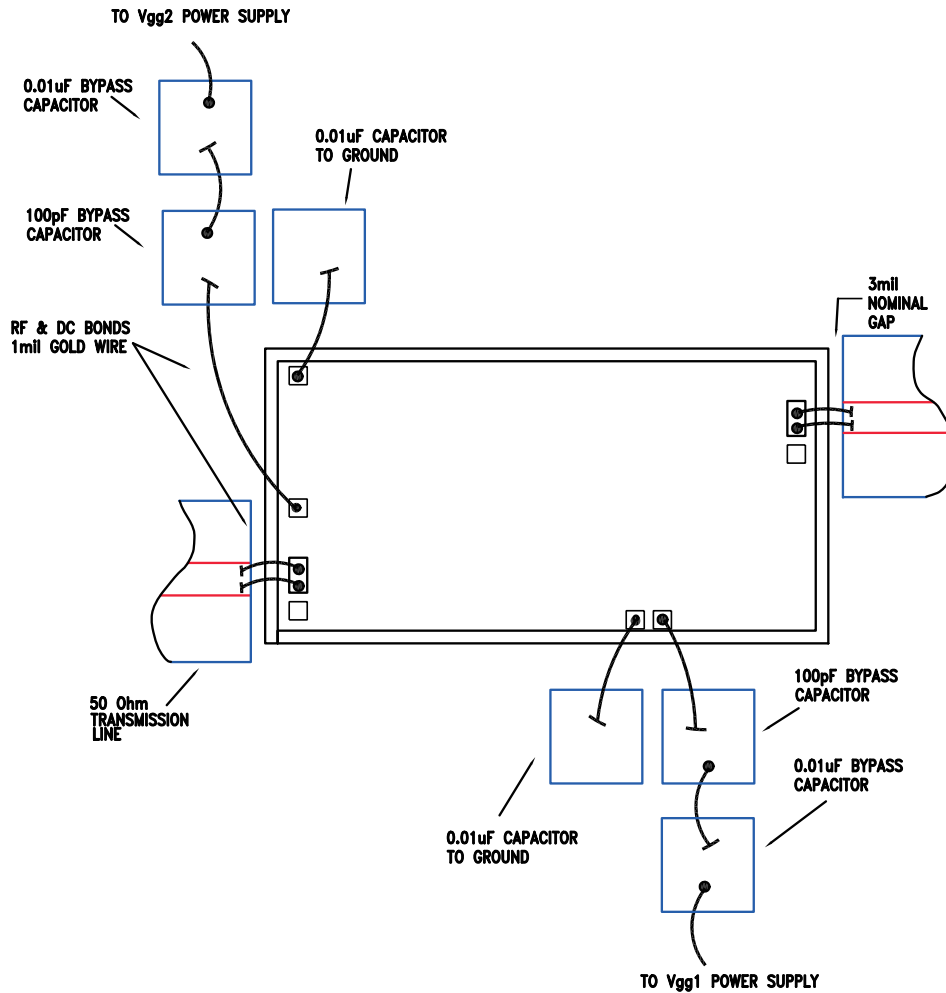 TO Vgg2 POWER SUPPLY
0.01uF BYPASS
CAPACITOR
0.01uF CAPACITOR
TO GROUND
100pF BYPASS
CAPACITOR
3mil
NOMINAL
GAP
RF & DC BONDS
1mil GOLD WIRE
50 Ohm
TRANSMISSION
LINE
100pF BYPASS
CAPACITOR
0.01uF BYPASS
CAPACITOR
0.01uF CAPACITOR
TO GROUND
TO Vgg1 POWER SUPPLY